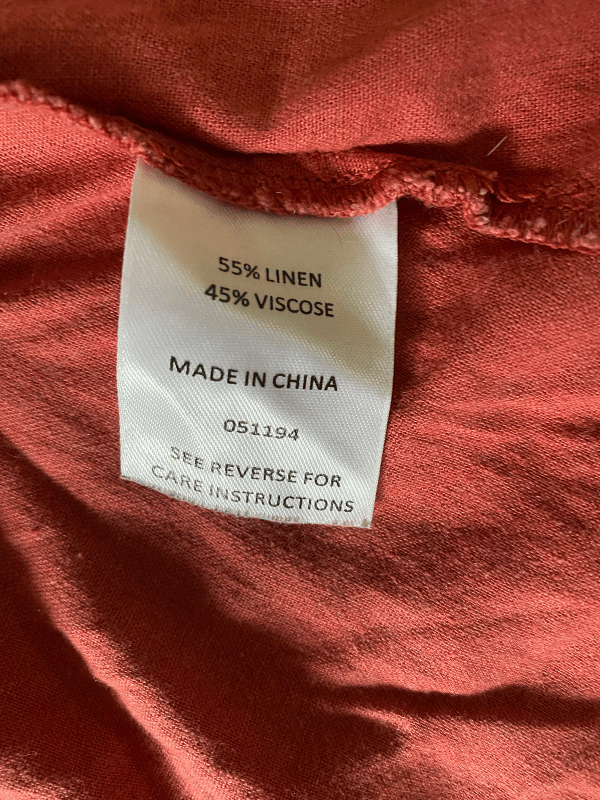 55% LINEN
45% VISCOSE
MADE IN CHINA
051194
SEE REVERSE FOR
CARE INSTRUCTIONS